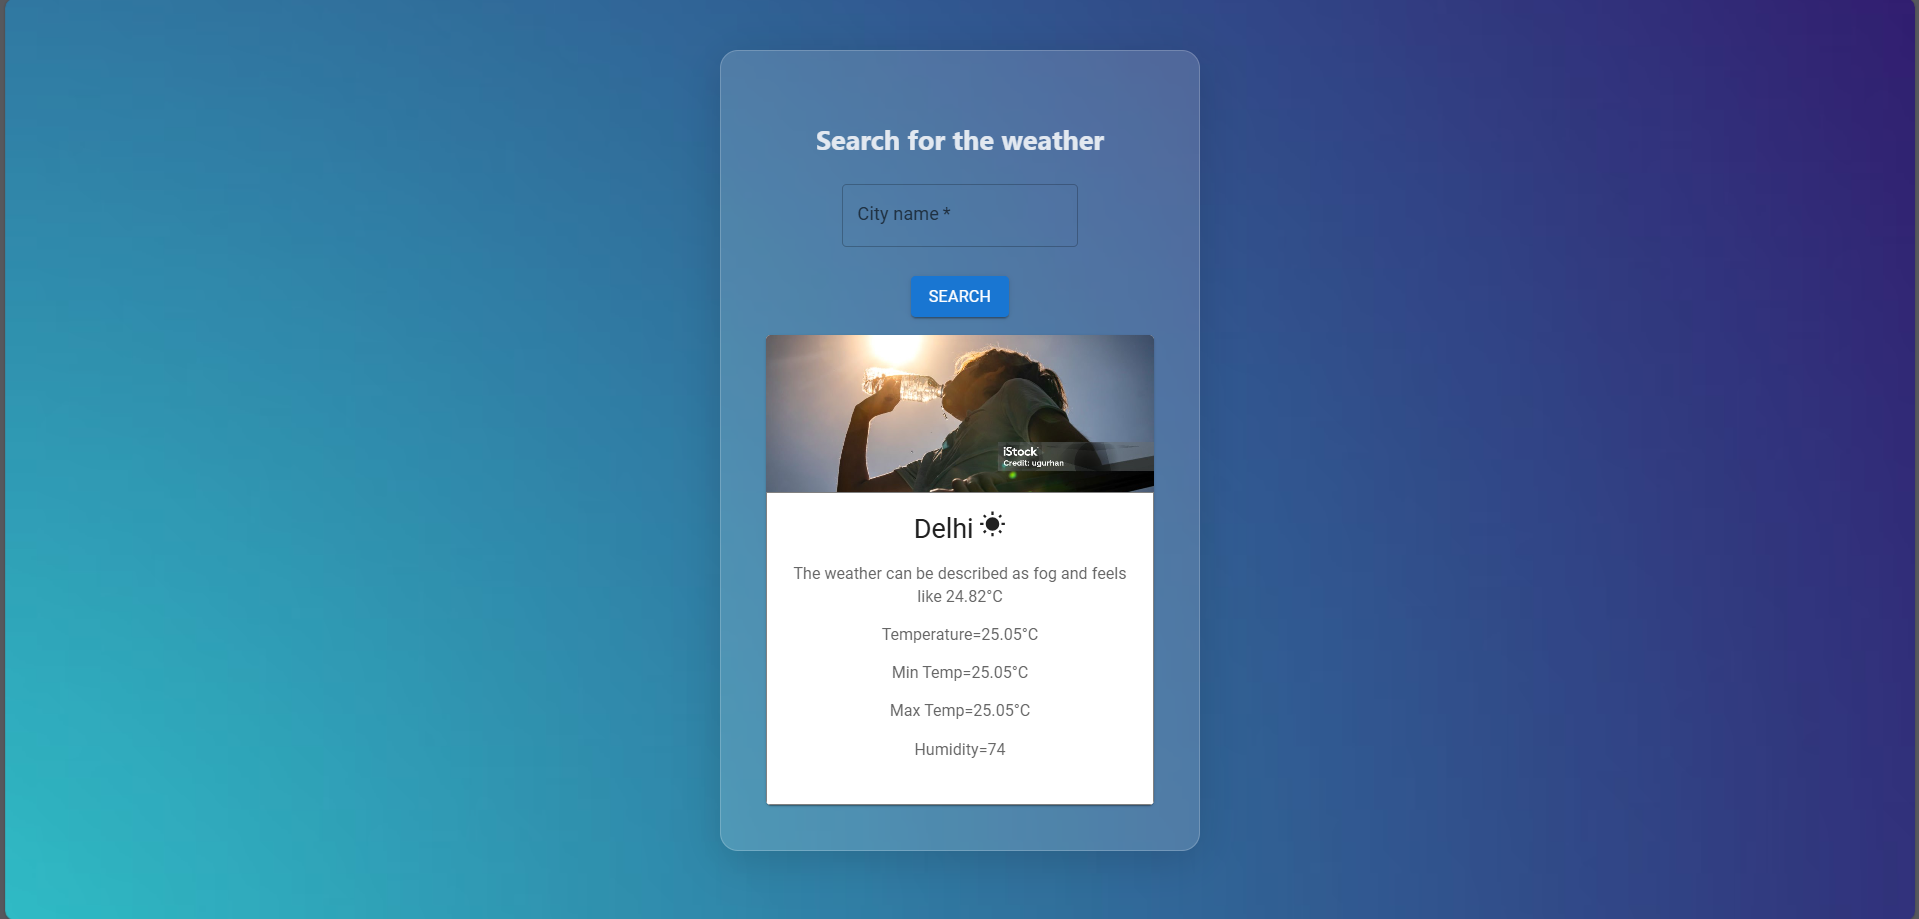 Search for the weather
City name *
SEARCH
iStock
Credit: ugurhan
Delhi
The weather can be described as fog and feels
like 24.82°C
Temperature=25.05°C
Min Temp=25.05°C
Max Temp=25.05°C
Humidity=74